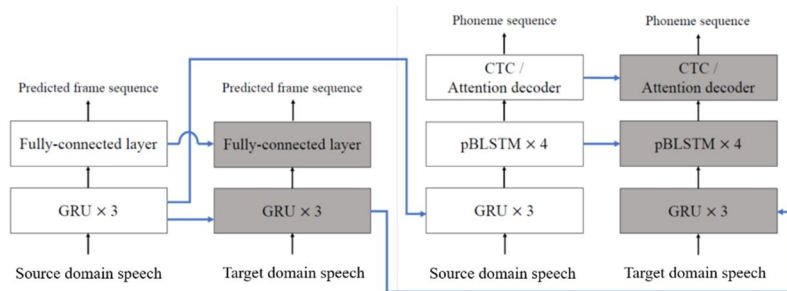 Phoneme sequence
Phoneme sequence
CTC /
Attention decoder
CTC /
Attention decoder
Predicted frame sequence
Predicted frame sequence
Fully-connected layer
Fully-connected layer
pBLSTM × 4
pBLSTM × 4
GRU × 3
GRU × 3
GRU × 3
GRU × 3
Source domain speech
Target domain speech
Source domain speech
Target domain speech